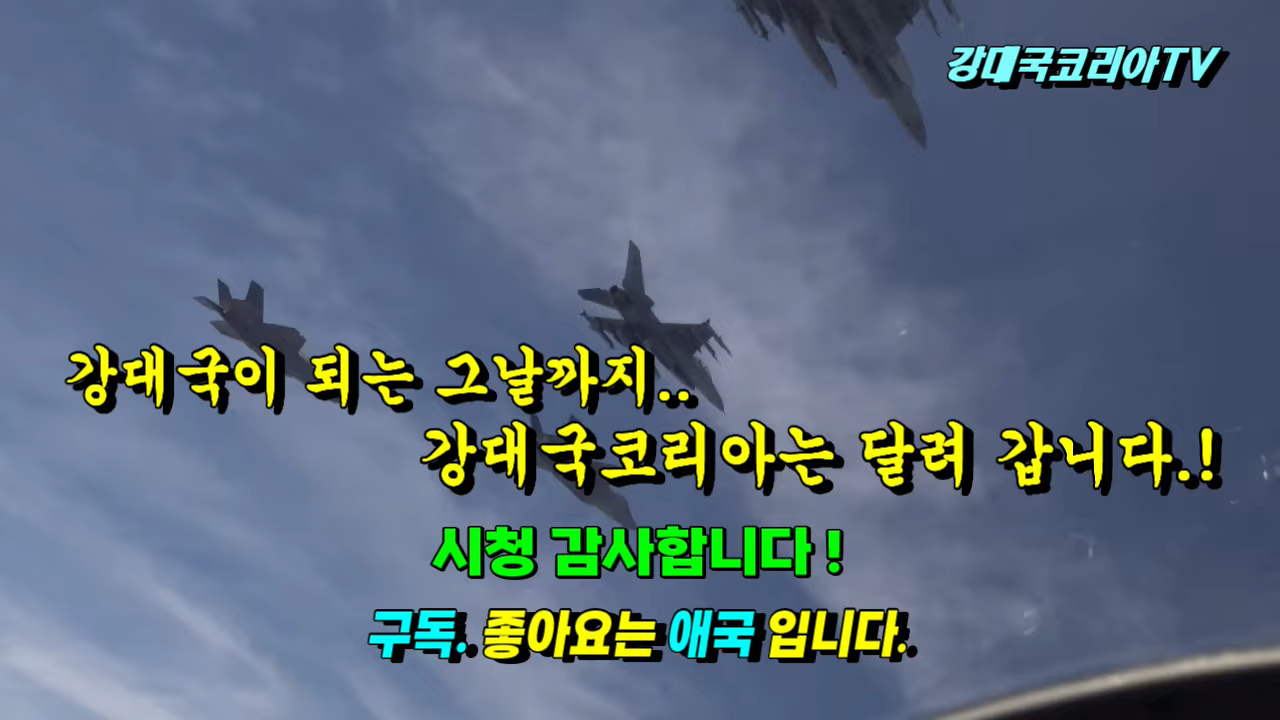 강대국코리아TV
강대국이 되는 그날까지..
강대국코리아는 달려 갑니다.!
시청 감사합니다 !
구독. 좋아요는 애국 입니다.